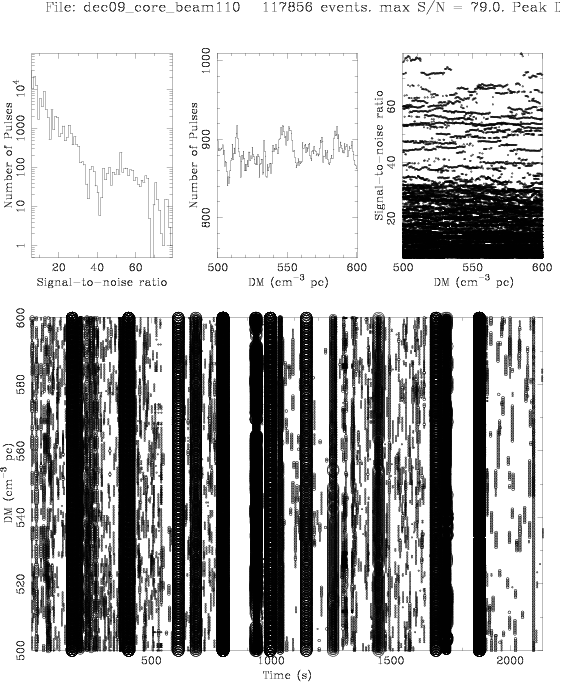 File: dec09_core_beam110 117856 events. max S/N = 79.0. Peak D
Number of Pulses
10⁴
1000
100
10
1
20 40 60
Signal-to-noise ratio
Number of Pulses
1000
900
800
500 550 600
DM (cm⁻³ pc)
Signal-to-noise ratio
60
40
20
500 550 600
DM (cm⁻³ pc)
DM (cm⁻³ pc)
600
580
560
540
520
500
500 1000 1500 2000
Time (s)